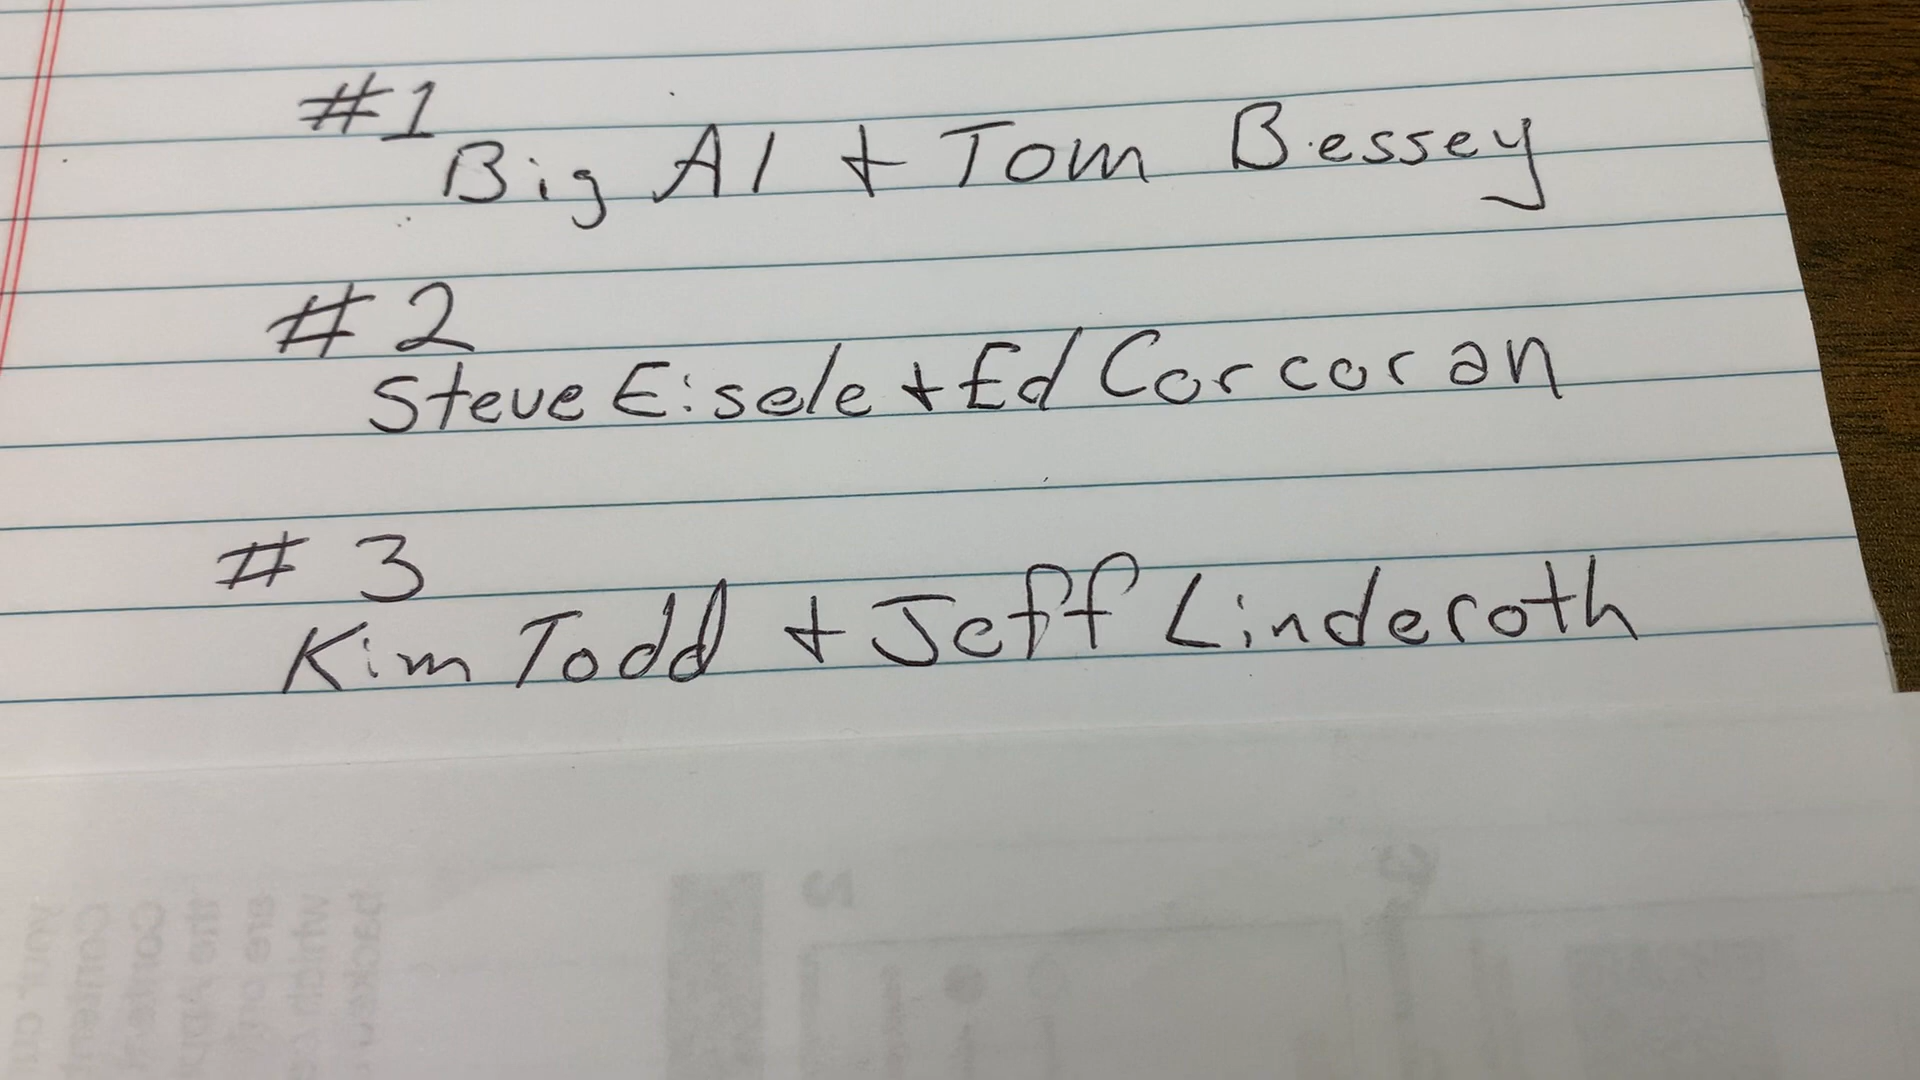 #1
Big Al + Tom Bessey
#2
Steve Eisele + Ed Corcoran
#3
Kim Todd + Jeff Linderoth